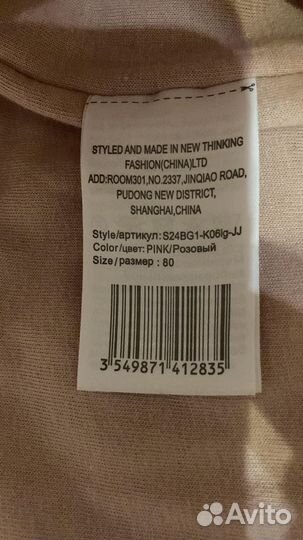 STYLED AND MADE IN NEW THINKING
FASHION(CHINA)LTD
ADD:ROOM301,NO.2337,JINQIAO ROAD,
PUDONG NEW DISTRICT,
SHANGHAI,CHINA
Style/артикул: S24BG1-K06lg-JJ
Color/цвет: PINK/Розовый
Size/размер : 80
3 549871 412835
Avito